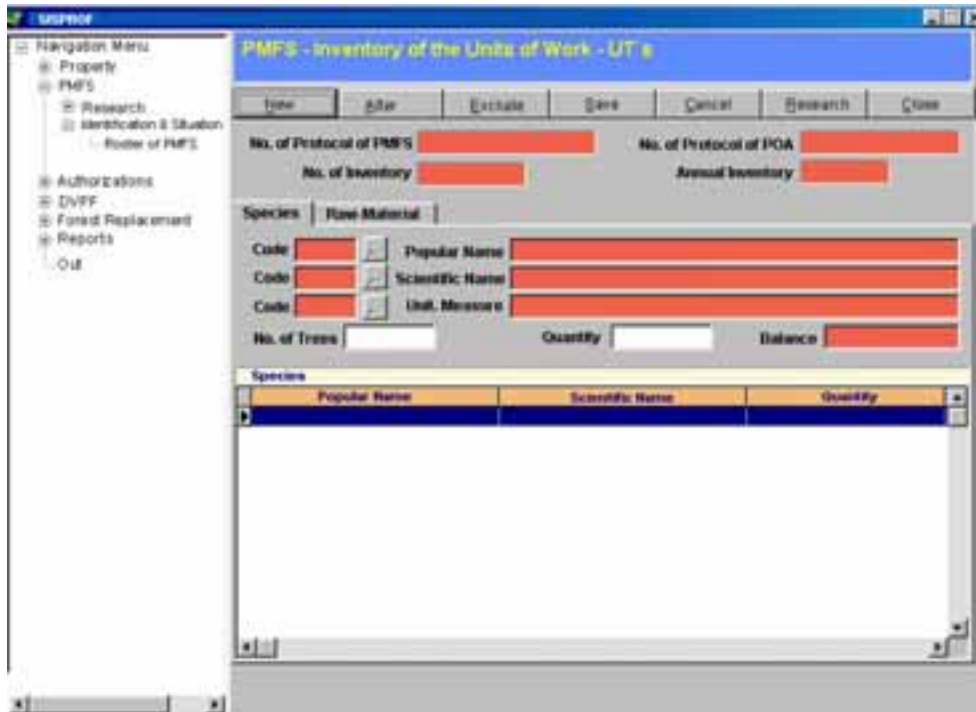 SISPROF
Navigation Menu
Property
PMFS
Research
Identification & Situation
Roster of PMFS
Authorizations
DVPF
Forest Replacement
Reports
Out
PMFS - Inventory of the Units of Work - UT´s
New Alter Exclude Save Cancel Research Close
No. of Protocol of PMFS No. of Protocol of POA
No. of Inventory Annual Inventory
Species Raw-Material
Code Popular Name
Code Scientific Name
Code Unit. Measure
No. of Trees Quantity Balance
Species
Popular Name Scientific Name Quantity